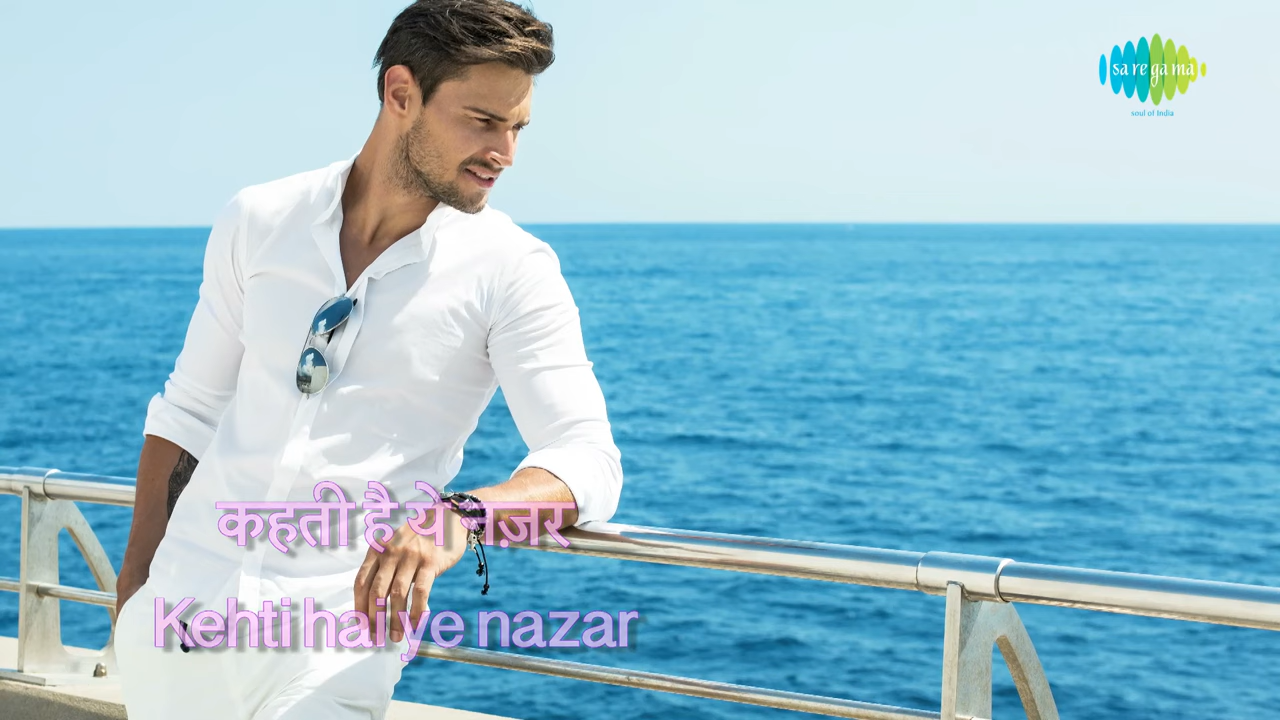 sa re ga ma
soul of India
कहती है ये नज़र
Kehti hai ye nazar